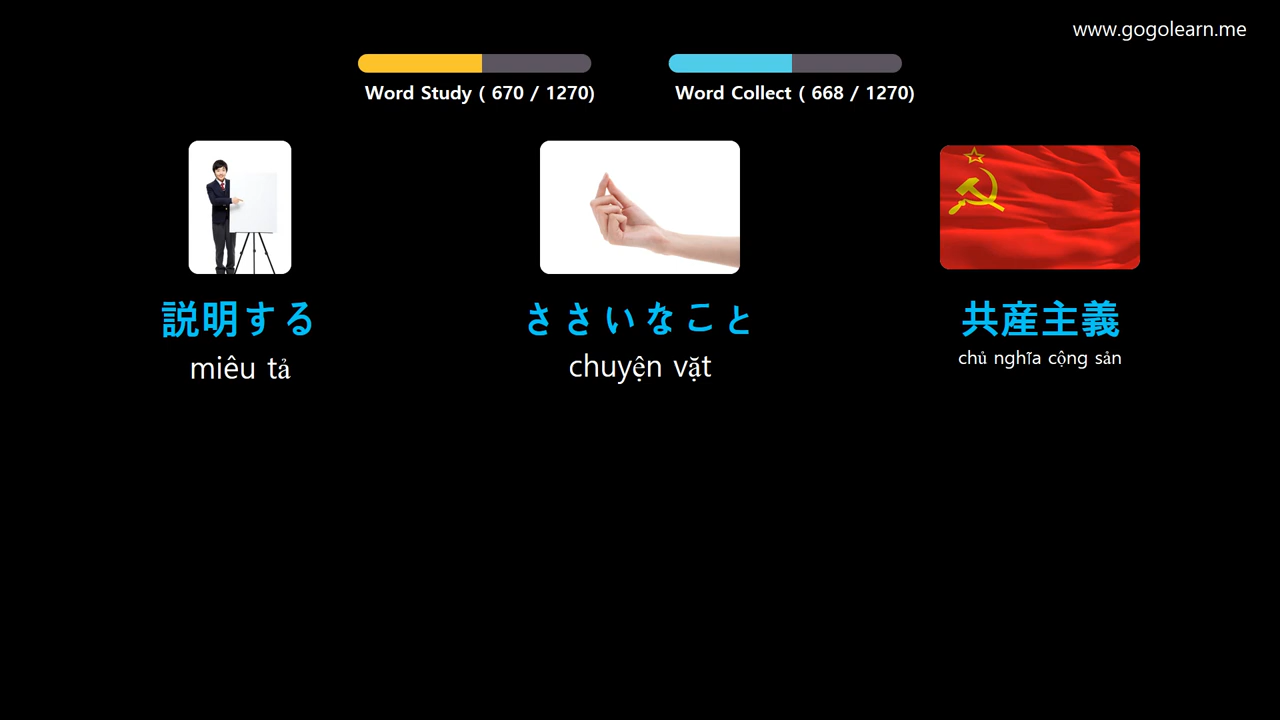 www.gogolearn.me
Word Study ( 670 / 1270)
Word Collect ( 668 / 1270)
説明する
miêu tả
ささいなこと
chuyện vặt
共産主義
chủ nghĩa cộng sản